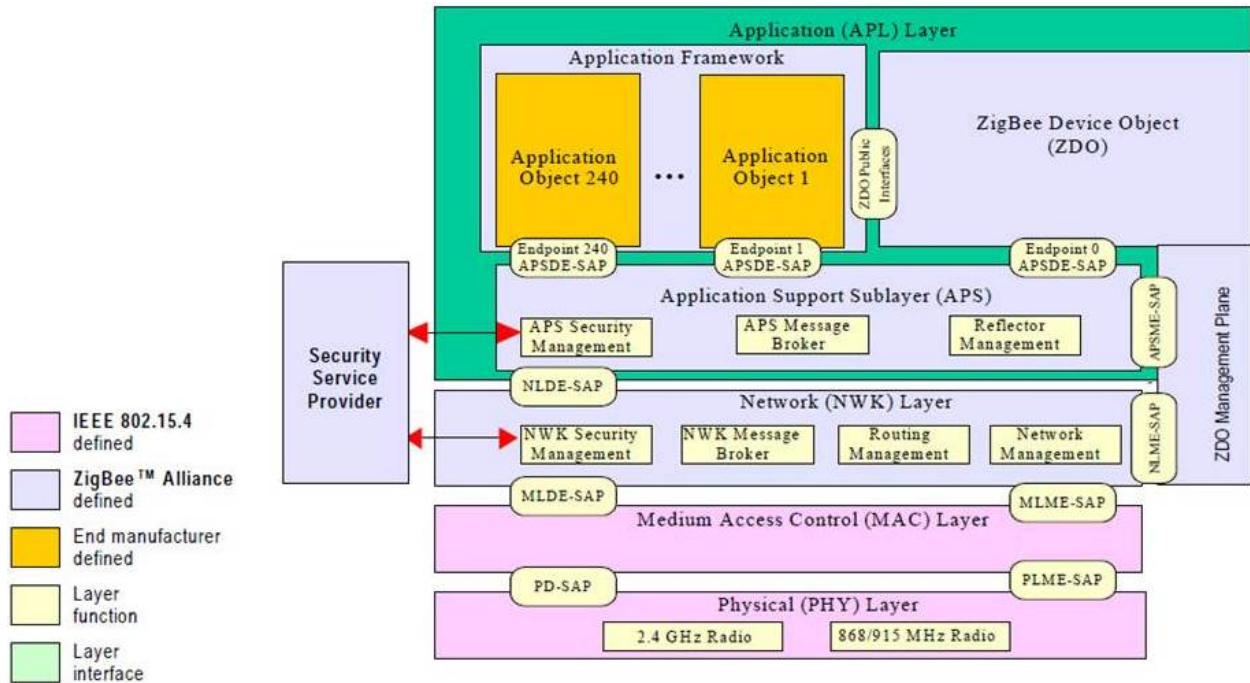 Application (APL) Layer
Application Framework
Application
Object 240
...
Application
Object 1
ZDO Public
Interfaces
ZigBee Device Object
(ZDO)
Endpoint 240
APSDE-SAP
Endpoint 1
APSDE-SAP
Endpoint 0
APSDE-SAP
Application Support Sublayer (APS)
APS Security
Management
APS Message
Broker
Reflector
Management
APSME-SAP
Security
Service
Provider
NLDE-SAP
Network (NWK) Layer
NWK Security
Management
NWK Message
Broker
Routing
Management
Network
Management
NLME-SAP
ZDO Management Plane
MLDE-SAP
MLME-SAP
Medium Access Control (MAC) Layer
PD-SAP
PLME-SAP
Physical (PHY) Layer
2.4 GHz Radio
868/915 MHz Radio
IEEE 802.15.4
defined
ZigBee™ Alliance
defined
End manufacturer
defined
Layer
function
Layer
interface